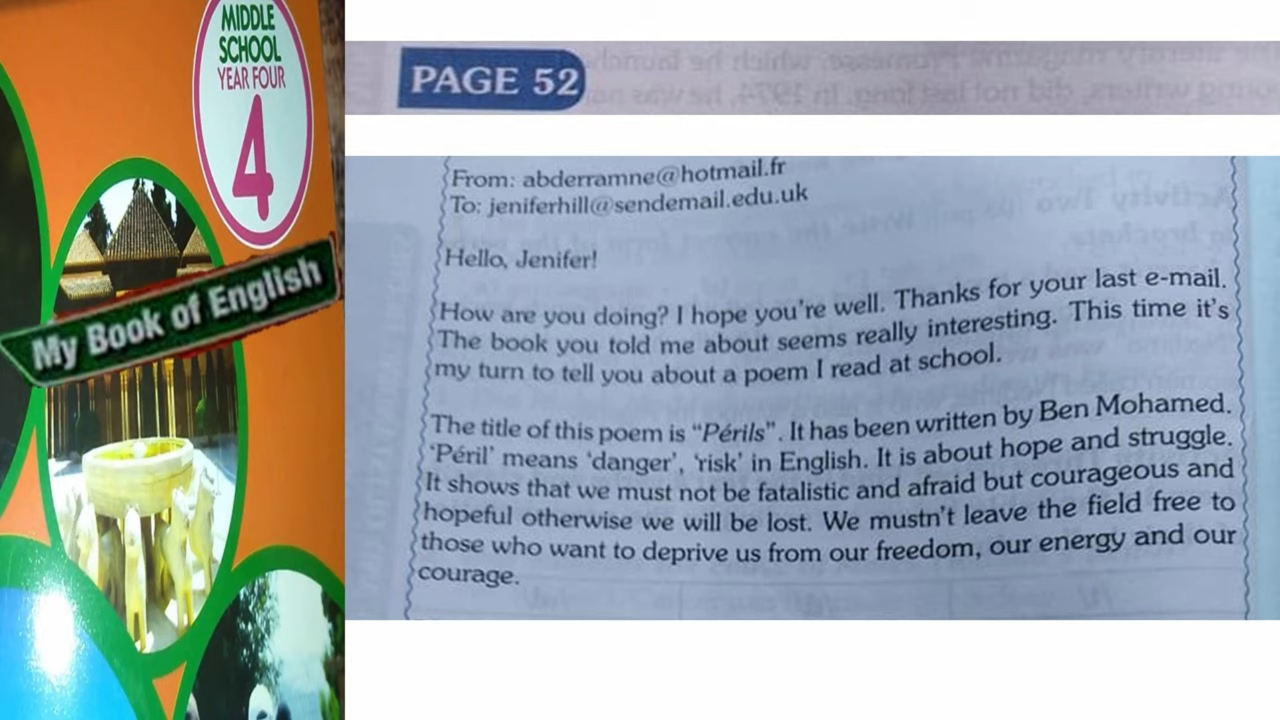 MIDDLE
SCHOOL
YEAR FOUR
4
My Book of English
PAGE 52
From: abderramne@hotmail.fr
To: jeniferhill@sendemail.edu.uk
Hello, Jenifer!
How are you doing? I hope you're well. Thanks for your last e-mail.
The book you told me about seems really interesting. This time it's
my turn to tell you about a poem I read at school.
The title of this poem is "Périls". It has been written by Ben Mohamed.
'Péril' means 'danger', 'risk' in English. It is about hope and struggle.
It shows that we must not be fatalistic and afraid but courageous and
hopeful otherwise we will be lost. We mustn't leave the field free to
those who want to deprive us from our freedom, our energy and our
courage.